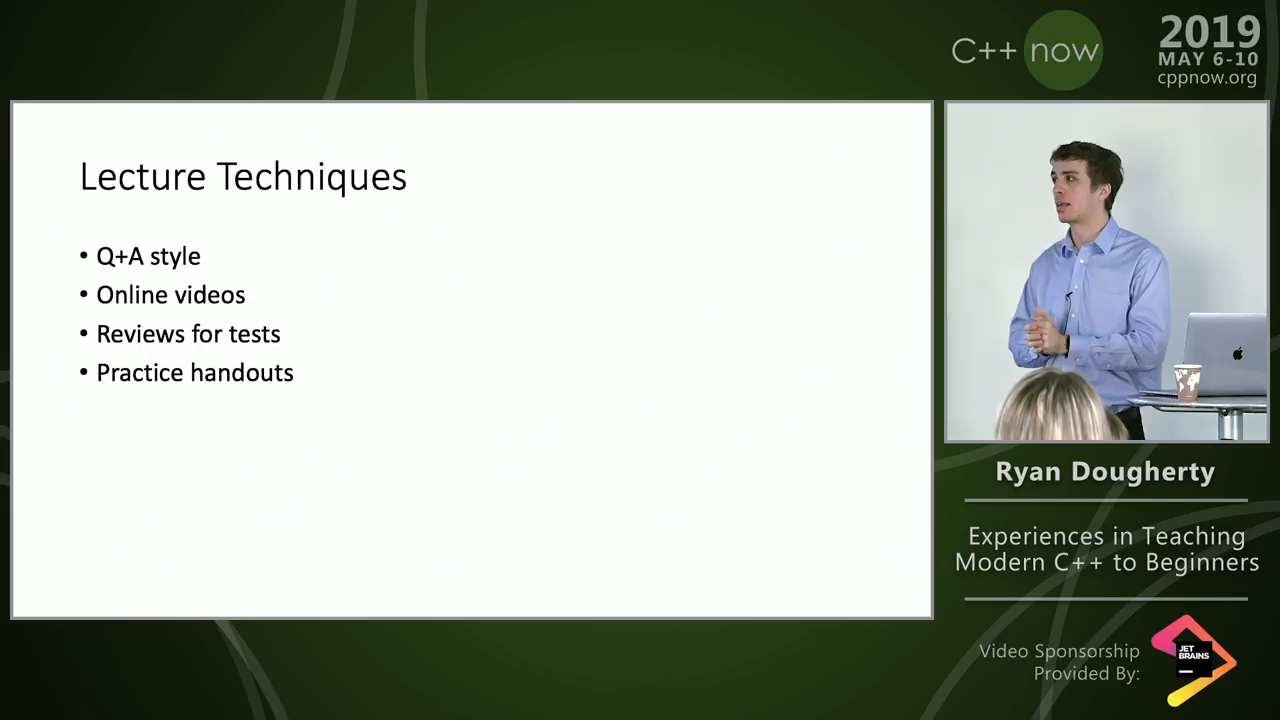 C++ now
2019
MAY 6-10
cppnow.org
Lecture Techniques
• Q+A style
• Online videos
• Reviews for tests
• Practice handouts
Ryan Dougherty
Experiences in Teaching
Modern C++ to Beginners
Video Sponsorship
Provided By:
JET
BRAINS